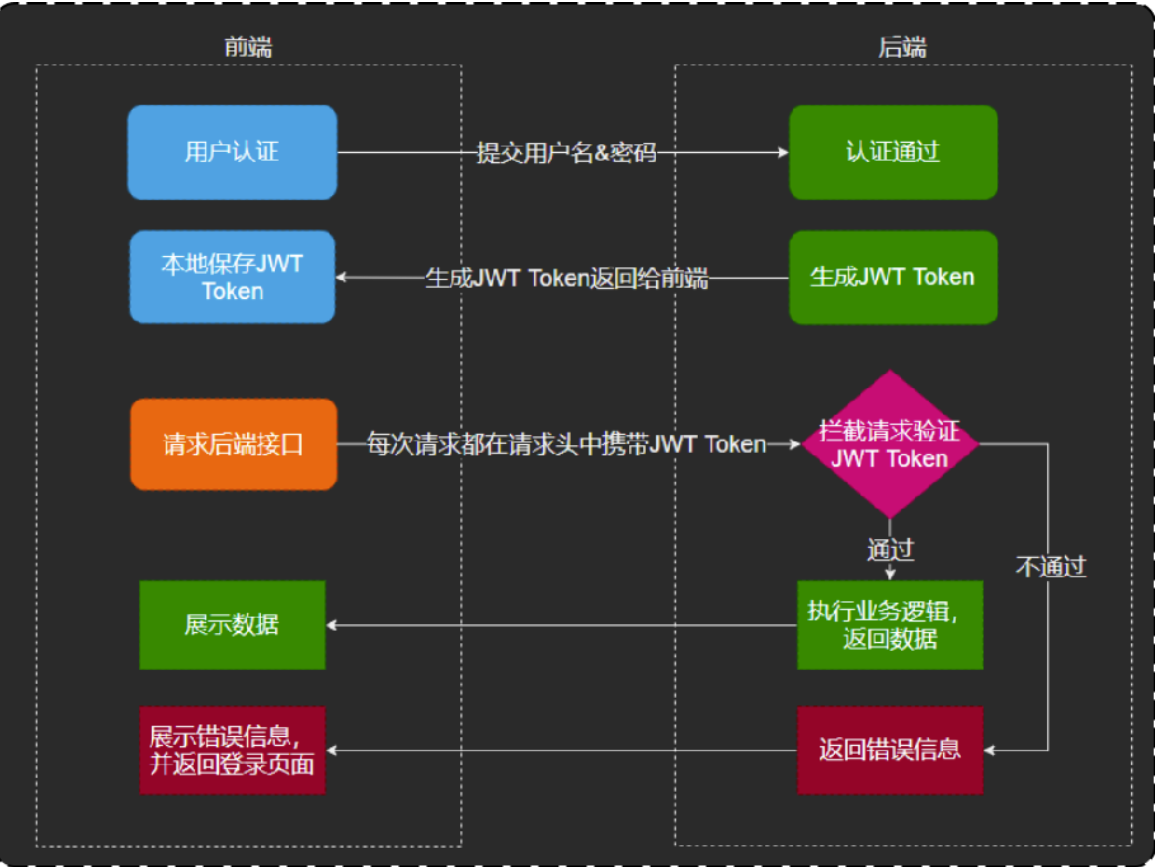 前端
后端
用户认证
提交用户名&密码
认证通过
本地保存JWT
Token
生成JWT Token返回给前端
生成JWT Token
请求后端接口
每次请求都在请求头中携带JWT Token
拦截请求验证
JWT Token
通过
不通过
展示数据
执行业务逻辑，
返回数据
展示错误信息，
并返回登录页面
返回错误信息